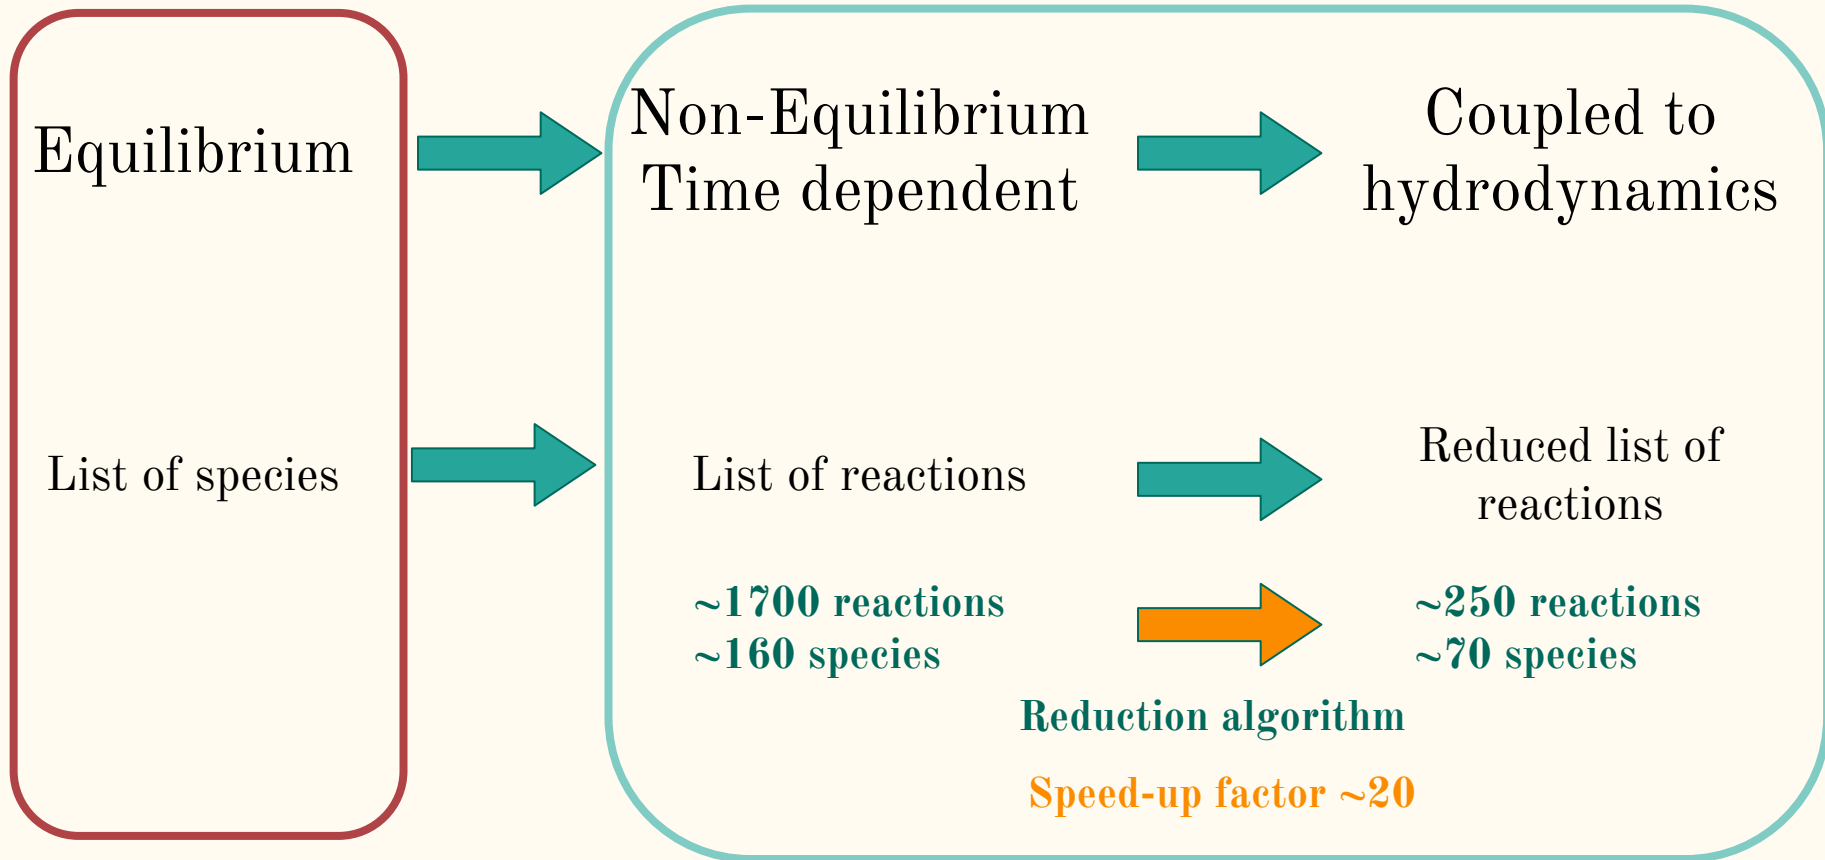 Equilibrium
Non-Equilibrium
Time dependent
Coupled to
hydrodynamics
List of species
List of reactions
Reduced list of
reactions
~1700 reactions
~160 species
~250 reactions
~70 species
Reduction algorithm
Speed-up factor ~20